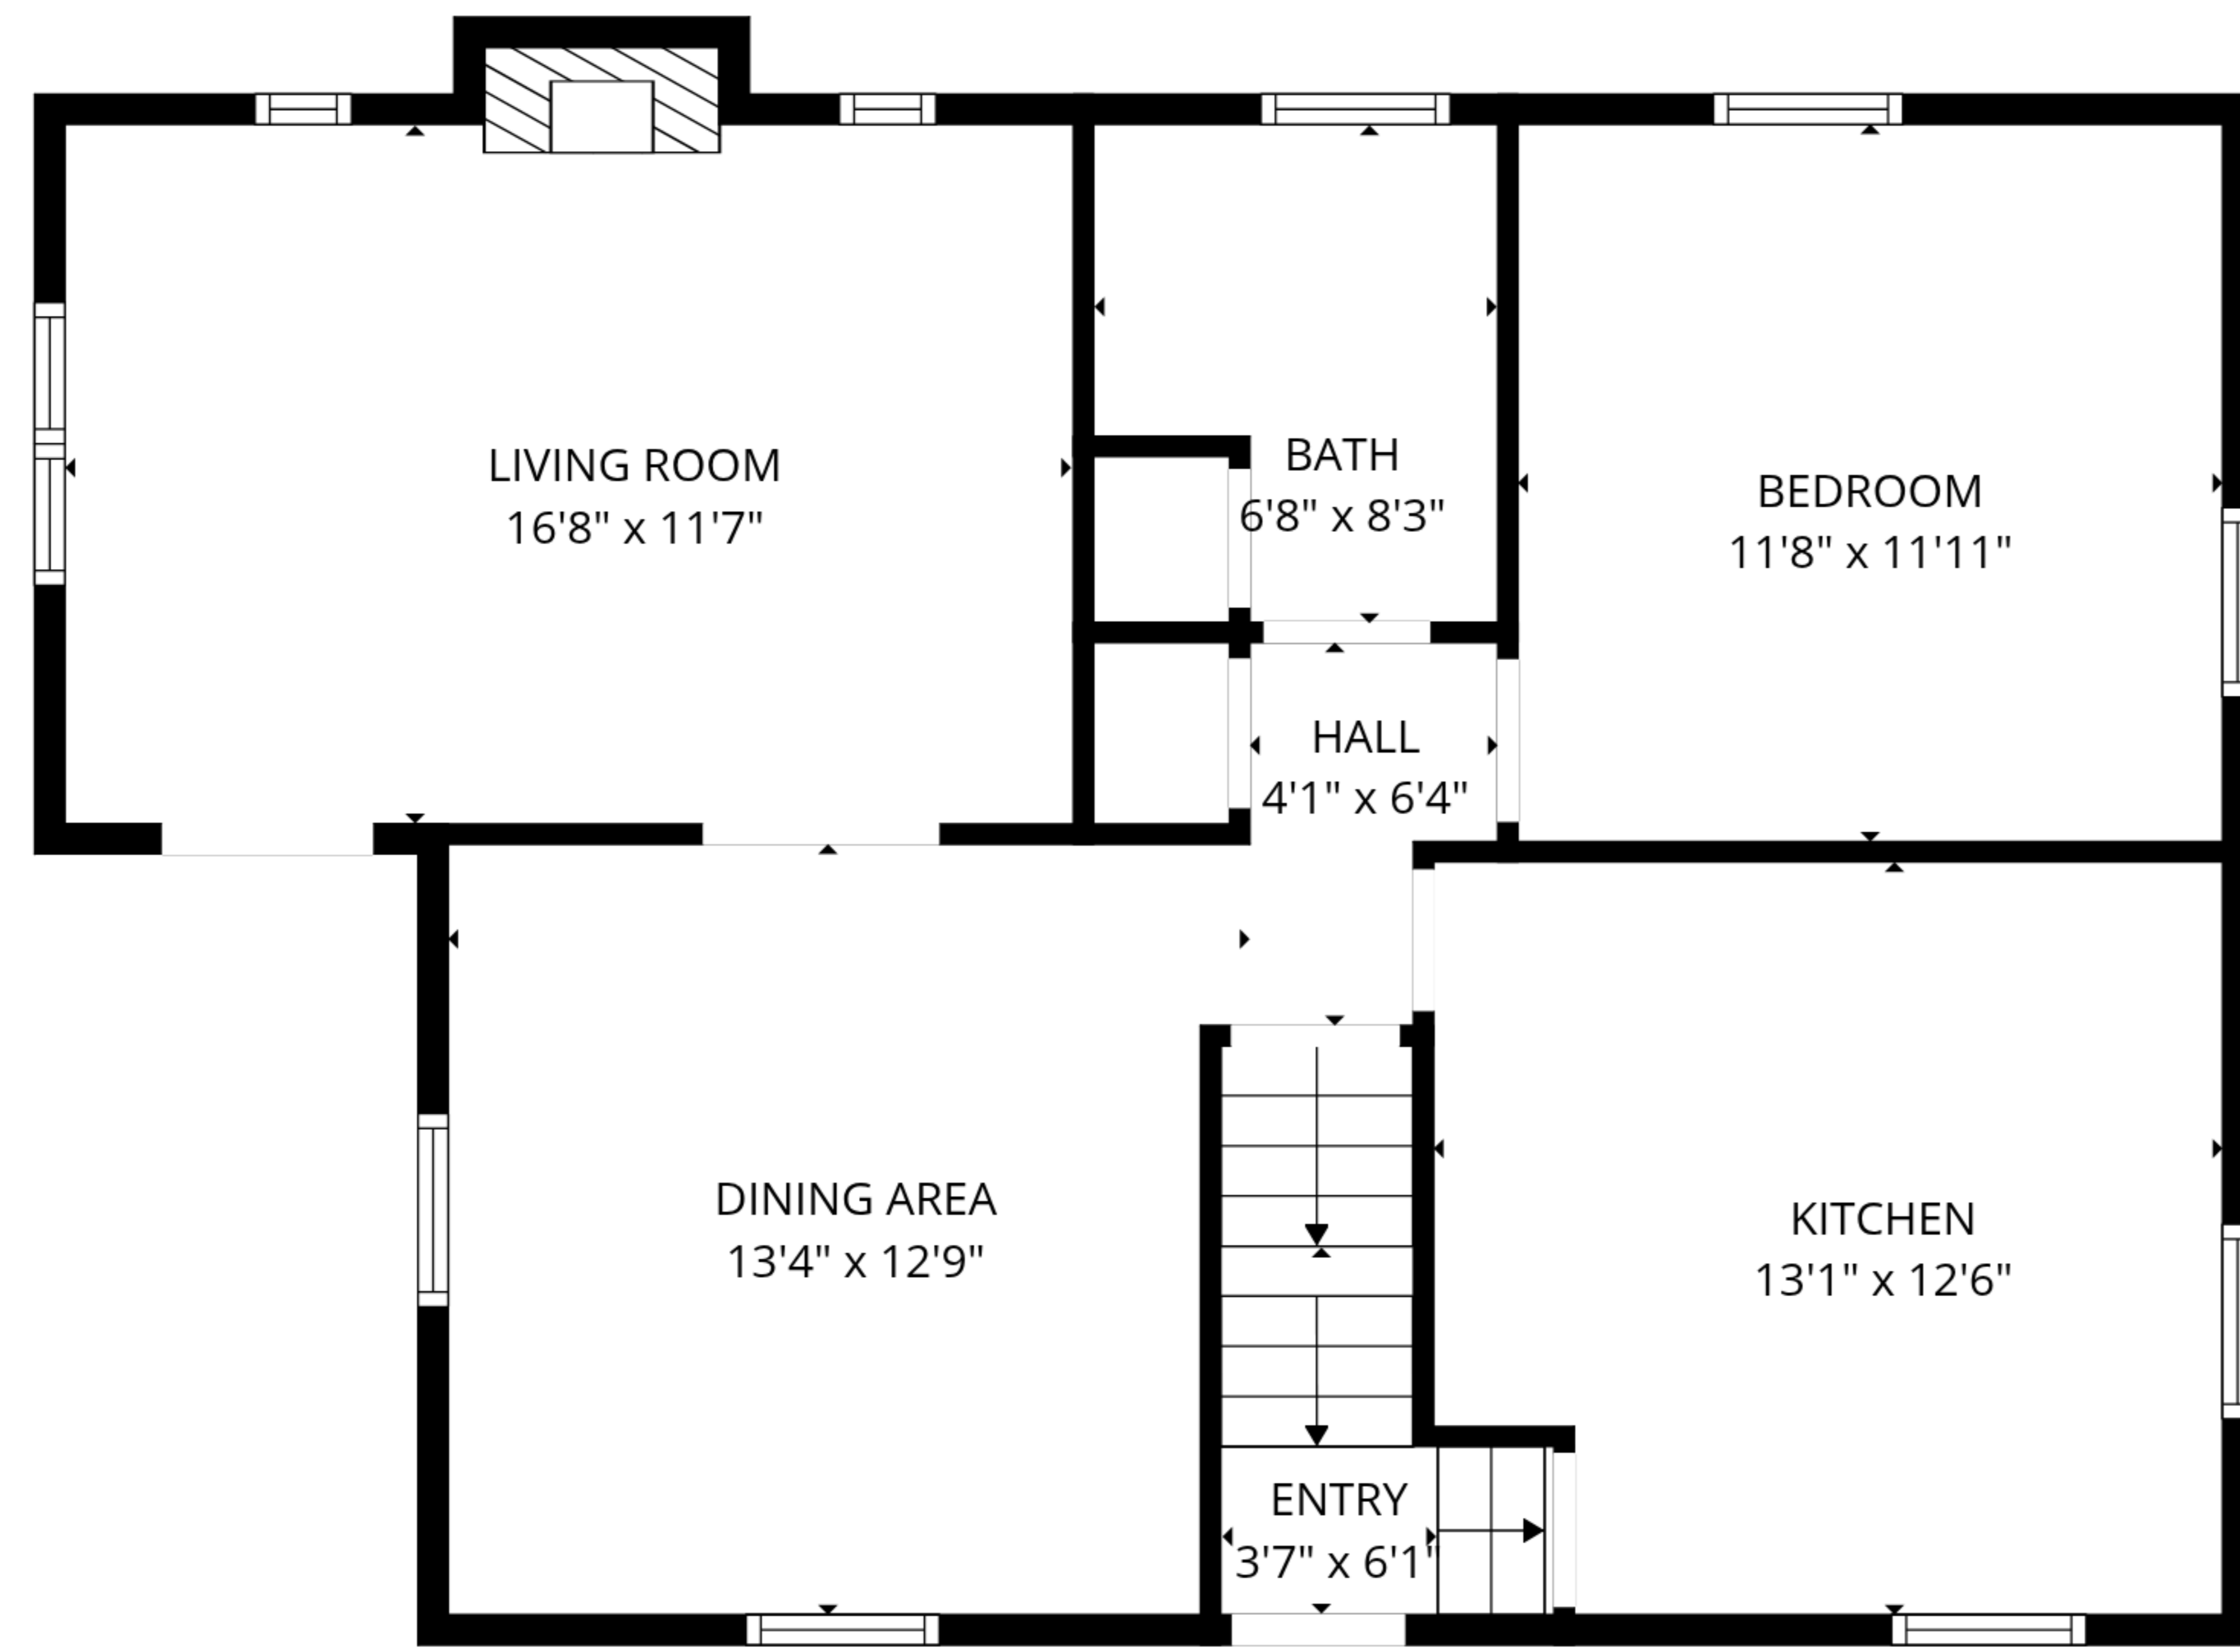 LIVING ROOM
16'8" x 11'7"
BATH
6'8" x 8'3"
BEDROOM
11'8" x 11'11"
HALL
4'1" x 6'4"
DINING AREA
13'4" x 12'9"
KITCHEN
13'1" x 12'6"
ENTRY
3'7" x 6'1"